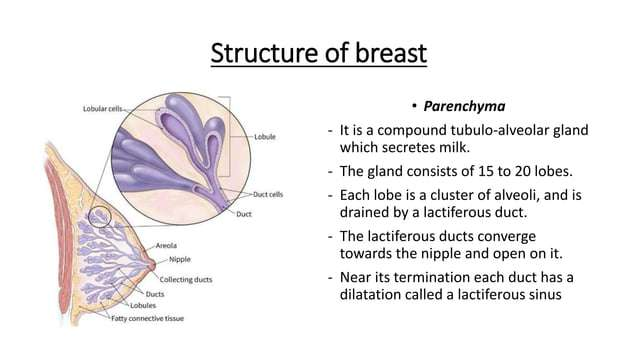 Structure of breast
Lobular cells
Lobule
Duct cells
Duct
Areola
Nipple
Collecting ducts
Ducts
Lobules
Fatty connective tissue
• Parenchyma
- It is a compound tubulo-alveolar gland
which secretes milk.
- The gland consists of 15 to 20 lobes.
- Each lobe is a cluster of alveoli, and is
drained by a lactiferous duct.
- The lactiferous ducts converge
towards the nipple and open on it.
- Near its termination each duct has a
dilatation called a lactiferous sinus